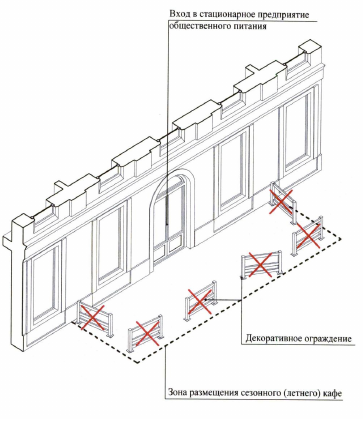 Вход в стационарное предприятие
общественного питания
Декоративное ограждение
Зона размещения сезонного (летнего) кафе